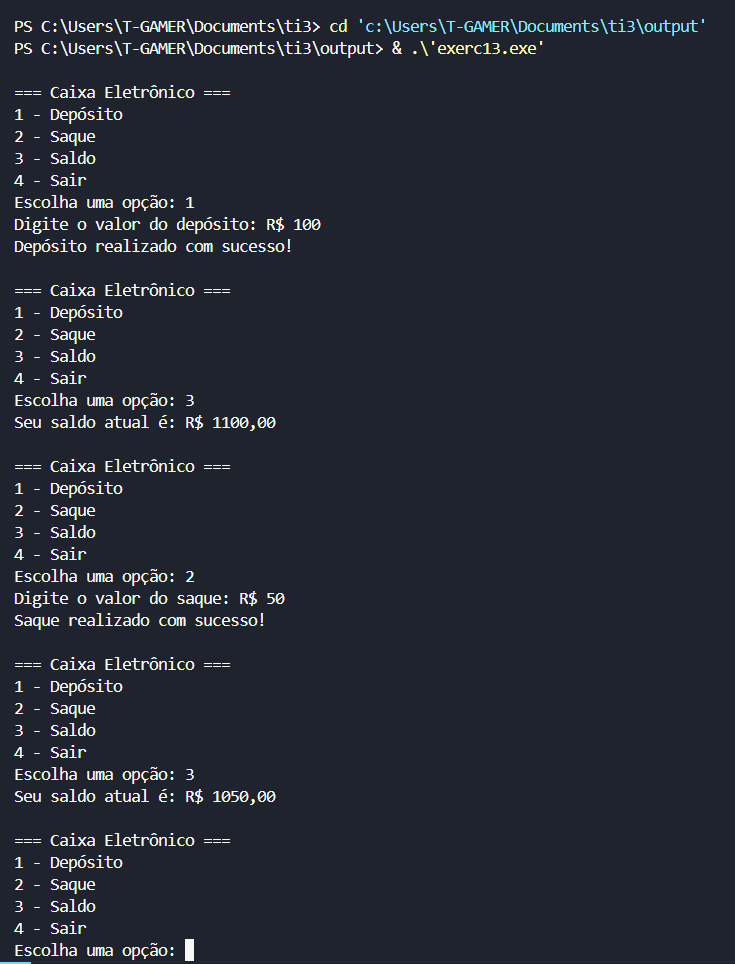 PS C:\Users\T-GAMER\Documents\ti3> cd 'c:\Users\T-GAMER\Documents\ti3\output'
PS C:\Users\T-GAMER\Documents\ti3\output> & .\'exerc13.exe'
=== Caixa Eletrônico ===
1 - Depósito
2 - Saque
3 - Saldo
4 - Sair
Escolha uma opção: 1
Digite o valor do depósito: R$ 100
Depósito realizado com sucesso!
=== Caixa Eletrônico ===
1 - Depósito
2 - Saque
3 - Saldo
4 - Sair
Escolha uma opção: 3
Seu saldo atual é: R$ 1100,00
=== Caixa Eletrônico ===
1 - Depósito
2 - Saque
3 - Saldo
4 - Sair
Escolha uma opção: 2
Digite o valor do saque: R$ 50
Saque realizado com sucesso!
=== Caixa Eletrônico ===
1 - Depósito
2 - Saque
3 - Saldo
4 - Sair
Escolha uma opção: 3
Seu saldo atual é: R$ 1050,00
=== Caixa Eletrônico ===
1 - Depósito
2 - Saque
3 - Saldo
4 - Sair
Escolha uma opção: